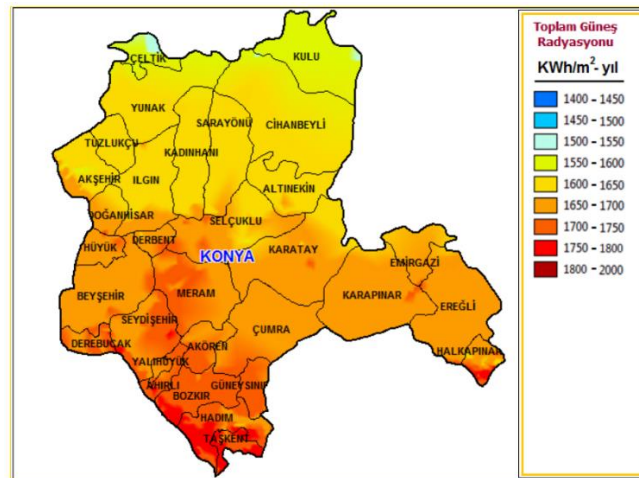 Toplam Güneş
Radyasyonu
KWh/m²- yıl
1400 - 1450
1450 - 1500
1500 - 1550
1550 - 1600
1600 - 1650
1650 - 1700
1700 - 1750
1750 - 1800
1800 - 2000
ÇELTİK
KULU
YUNAK
SARAYÖNÜ
CİHANBEYLİ
TUZLUKÇU
KADINHANI
AKŞEHİR
ILGIN
ALTINEKİN
DOĞANHİSAR
SELÇUKLU
HÜYÜK
DERBENT
KARATAY
KONYA
EMİRGAZİ
BEYŞEHİR
MERAM
KARAPINAR
EREĞLİ
SEYDİŞEHİR
ÇUMRA
DEREBUCAK
AKÖREN
HALKAPINAR
YALIHÜYÜK
AHIRLI
GÜNEYSINIR
BOZKIR
HADIM
TAŞKENT